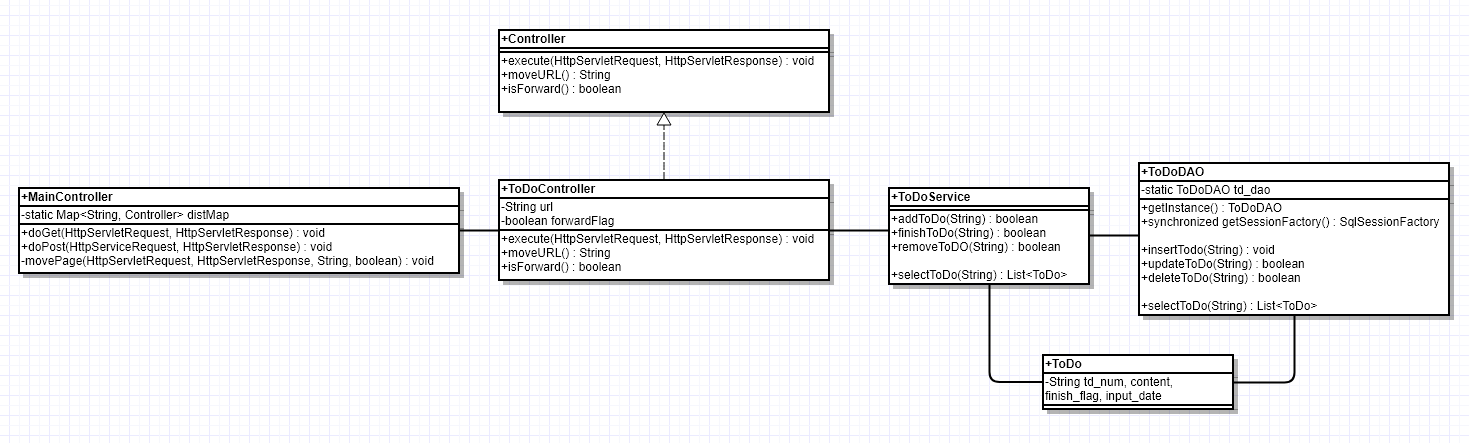 +Controller
+execute(HttpServletRequest, HttpServletResponse) : void
+moveURL() : String
+isForward() : boolean
+MainController
-static Map<String, Controller> distMap
+doGet(HttpServletRequest, HttpServletResponse) : void
+doPost(HttpServiceRequest, HttpServletResponse) : void
-movePage(HttpServletRequest, HttpServletResponse, String, boolean) : void
+ToDoController
-String url
-boolean forwardFlag
+execute(HttpServletRequest, HttpServletResponse) : void
+moveURL() : String
+isForward() : boolean
+ToDoService
+addToDo(String) : boolean
+finishToDo(String) : boolean
+removeToDO(String) : boolean
+selectToDo(String) : List<ToDo>
+ToDoDAO
-static ToDoDAO td_dao
+getInstance() : ToDoDAO
+synchronized getSessionFactory() : SqlSessionFactory
+insertTodo(String) : void
+updateToDo(String) : boolean
+deleteToDo(String) : boolean
+selectToDo(String) : List<ToDo>
+ToDo
-String td_num, content,
finish_flag, input_date